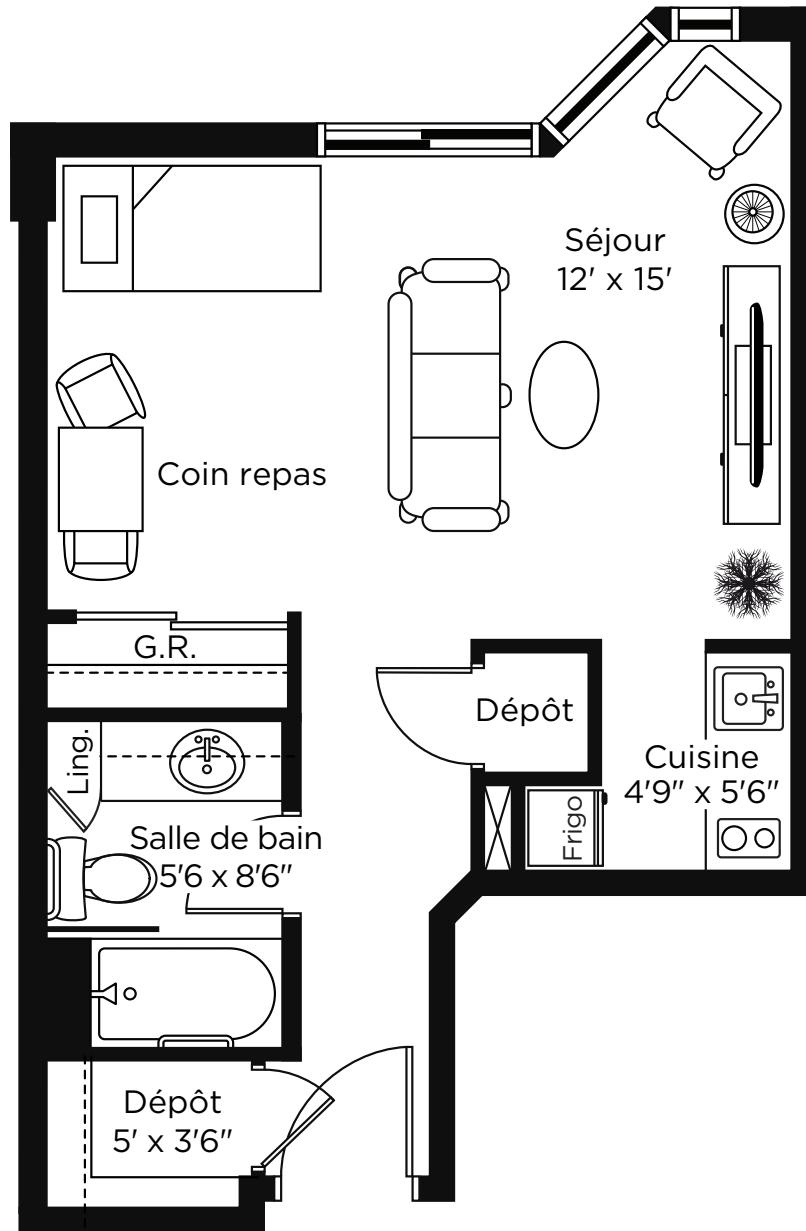 Séjour
12' x 15'
Coin repas
G.R.
Dépôt
Ling.
Cuisine
4'9" x 5'6"
Frigo
Salle de bain
5'6 x 8'6"
Dépôt
5' x 3'6"